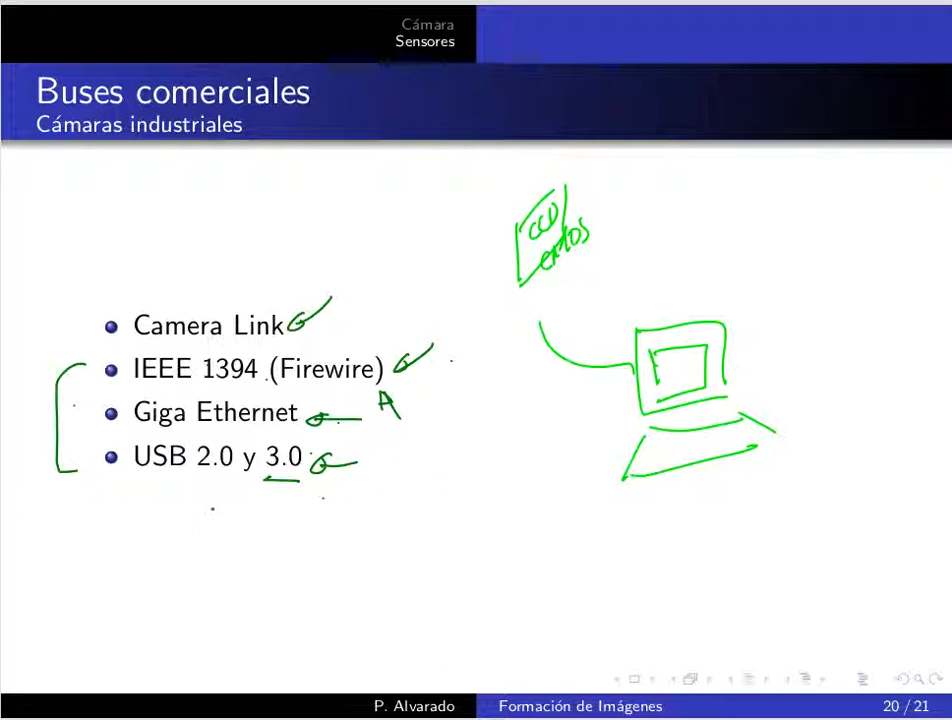 Cámara
Sensores
Buses comerciales
Cámaras industriales
CCD
• Camera Link
• IEEE 1394 (Firewire)
• Giga Ethernet
A
• USB 2.0 y 3.0
P. Alvarado
Formación de Imágenes
20 / 21